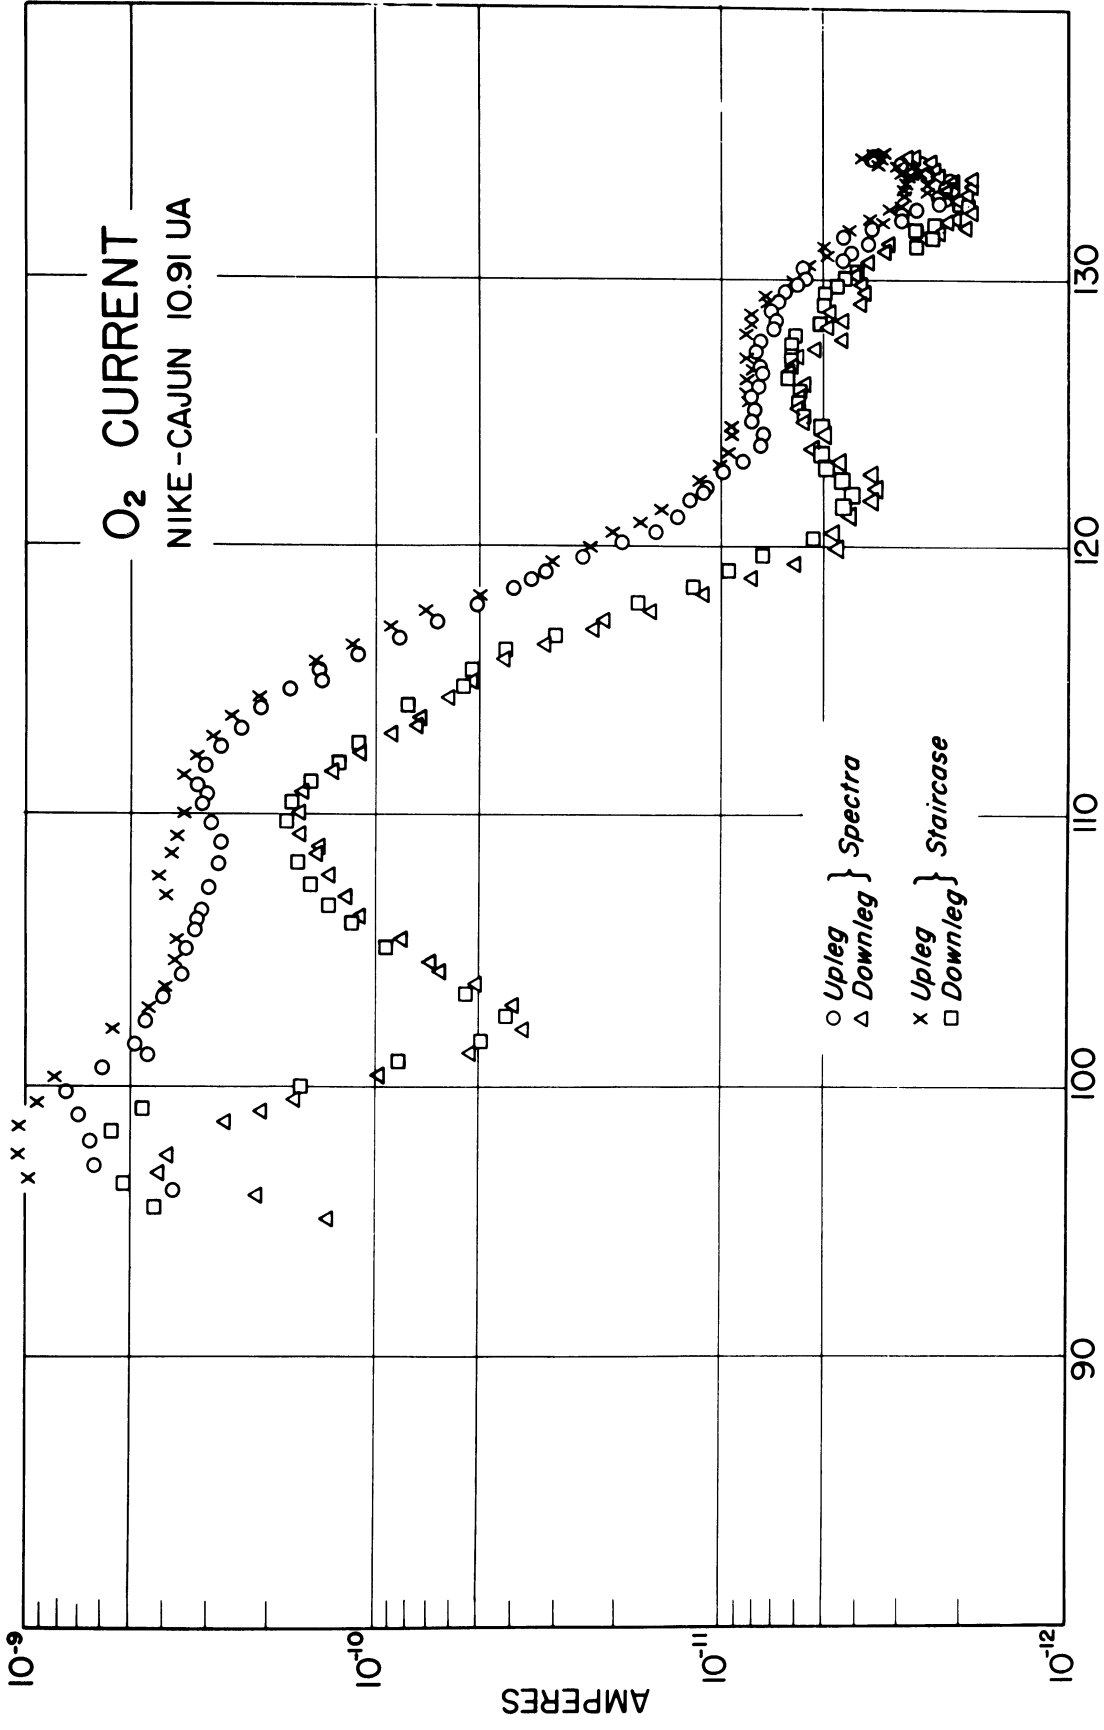 O₂ CURRENT
NIKE-CAJUN 10.91 UA
10⁻⁹
10⁻¹⁰
10⁻¹¹
10⁻¹²
AMPERES
○ Upleg
△ Downleg } Spectra
× Upleg
□ Downleg } Staircase
90
100
110
120
130